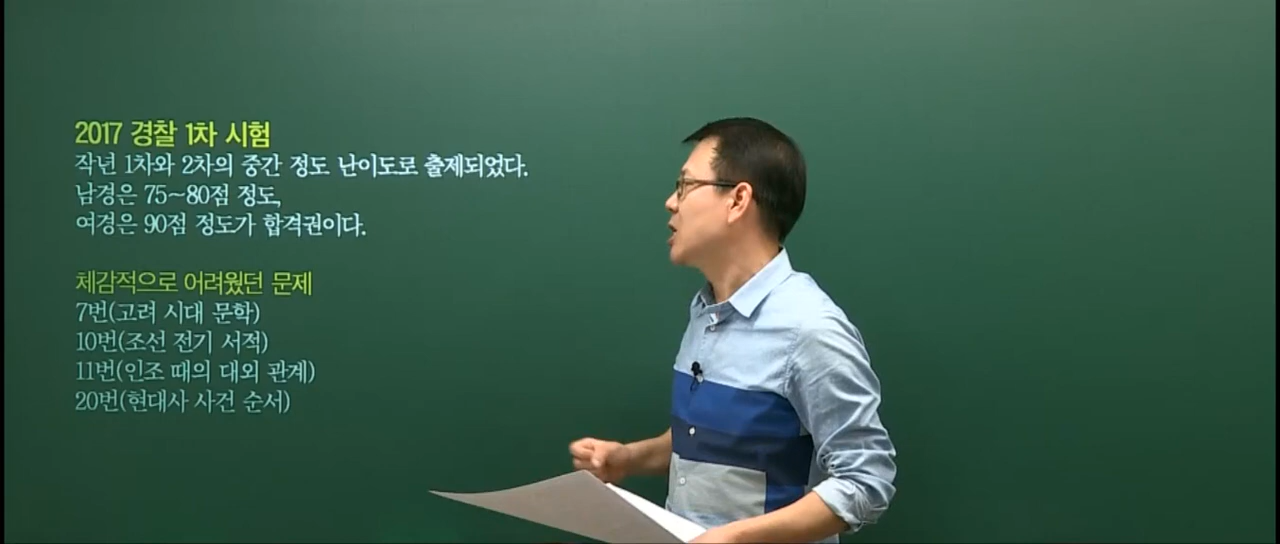 2017 경찰 1차 시험
작년 1차와 2차의 중간 정도 난이도로 출제되었다.
남경은 75~80점 정도,
여경은 90점 정도가 합격권이다.
체감적으로 어려웠던 문제
7번(고려 시대 문학)
10번(조선 전기 서적)
11번(인조 때의 대외 관계)
20번(현대사 사건 순서)